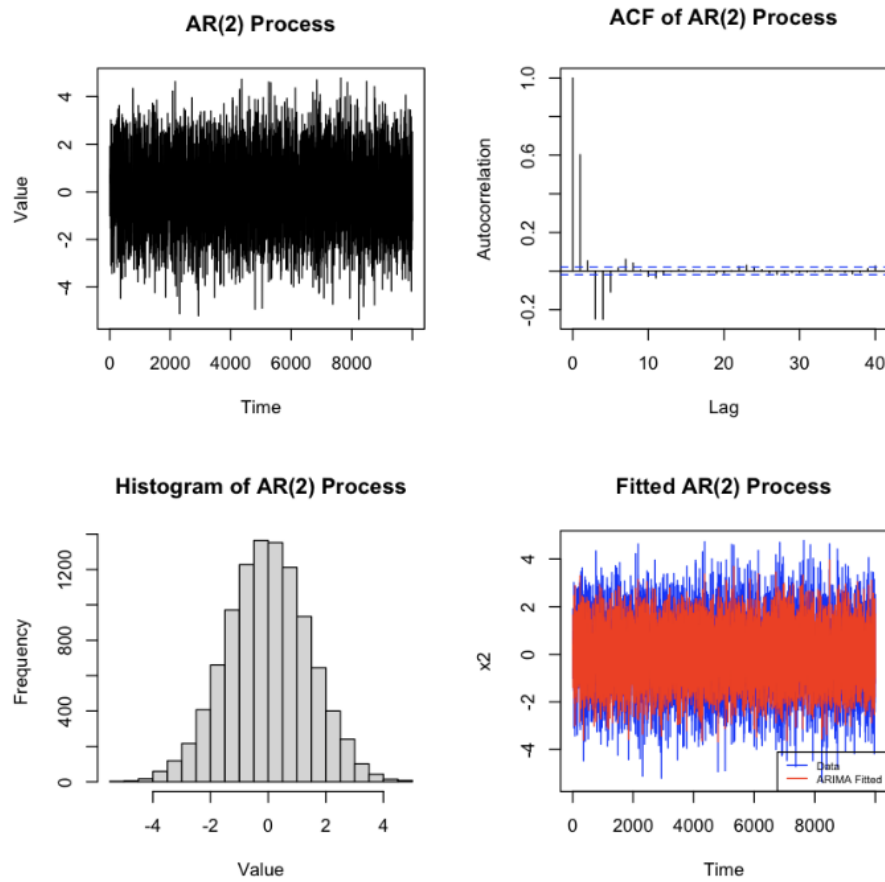 AR(2) Process
Value
4
2
0
-2
-4
0 2000 4000 6000 8000
Time
ACF of AR(2) Process
Autocorrelation
1.0
0.6
0.2
-0.2
0 10 20 30 40
Lag
Histogram of AR(2) Process
Frequency
1200
800
400
0
-4 -2 0 2 4
Value
Fitted AR(2) Process
x2
4
2
0
-2
-4
Data
ARIMA Fitted
0 2000 4000 6000 8000
Time